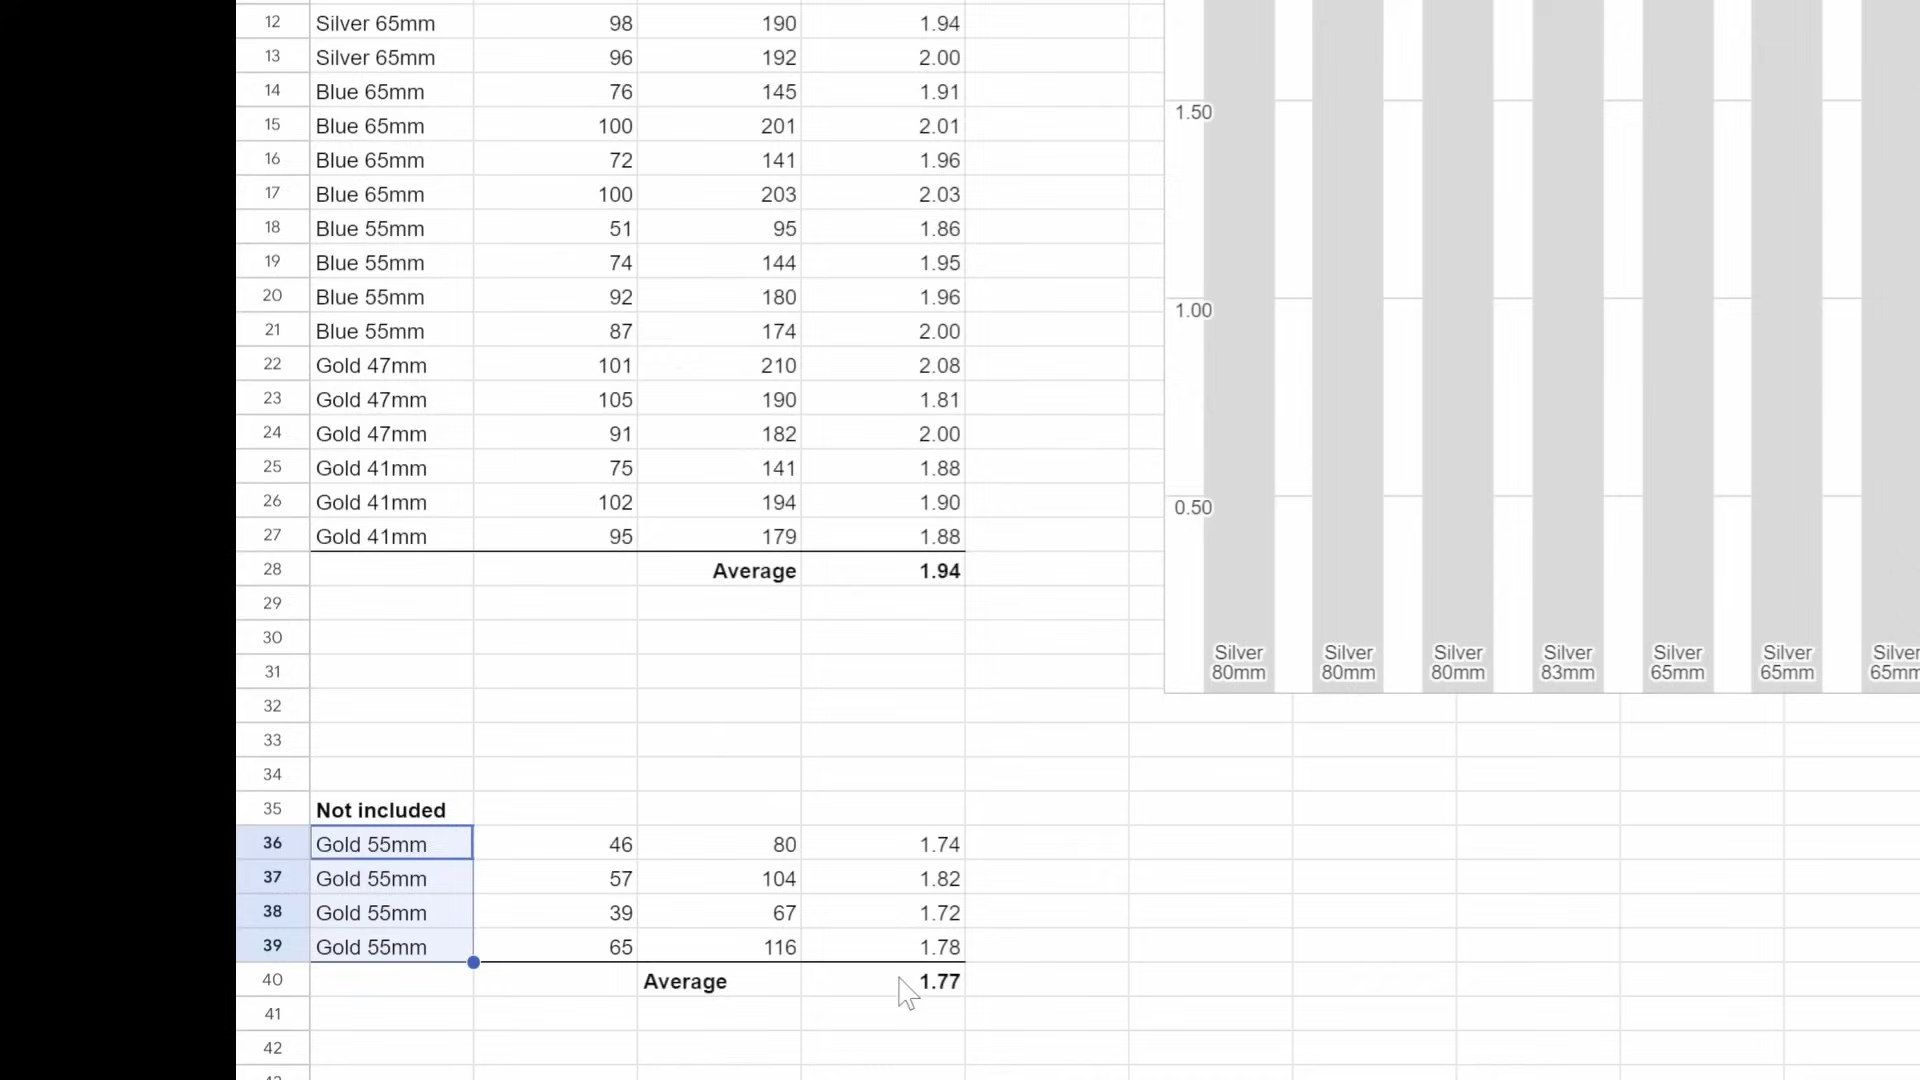 12 Silver 65mm 98 190 1.94
13 Silver 65mm 96 192 2.00
14 Blue 65mm 76 145 1.91
15 Blue 65mm 100 201 2.01
16 Blue 65mm 72 141 1.96
17 Blue 65mm 100 203 2.03
18 Blue 55mm 51 95 1.86
19 Blue 55mm 74 144 1.95
20 Blue 55mm 92 180 1.96
21 Blue 55mm 87 174 2.00
22 Gold 47mm 101 210 2.08
23 Gold 47mm 105 190 1.81
24 Gold 47mm 91 182 2.00
25 Gold 41mm 75 141 1.88
26 Gold 41mm 102 194 1.90
27 Gold 41mm 95 179 1.88
28 Average 1.94
29
30
31
32
33
34
35 Not included
36 Gold 55mm 46 80 1.74
37 Gold 55mm 57 104 1.82
38 Gold 55mm 39 67 1.72
39 Gold 55mm 65 116 1.78
40 Average 1.77
41
42
1.50
1.00
0.50
Silver Silver Silver Silver Silver Silver Silver
80mm 80mm 80mm 83mm 65mm 65mm 65mm